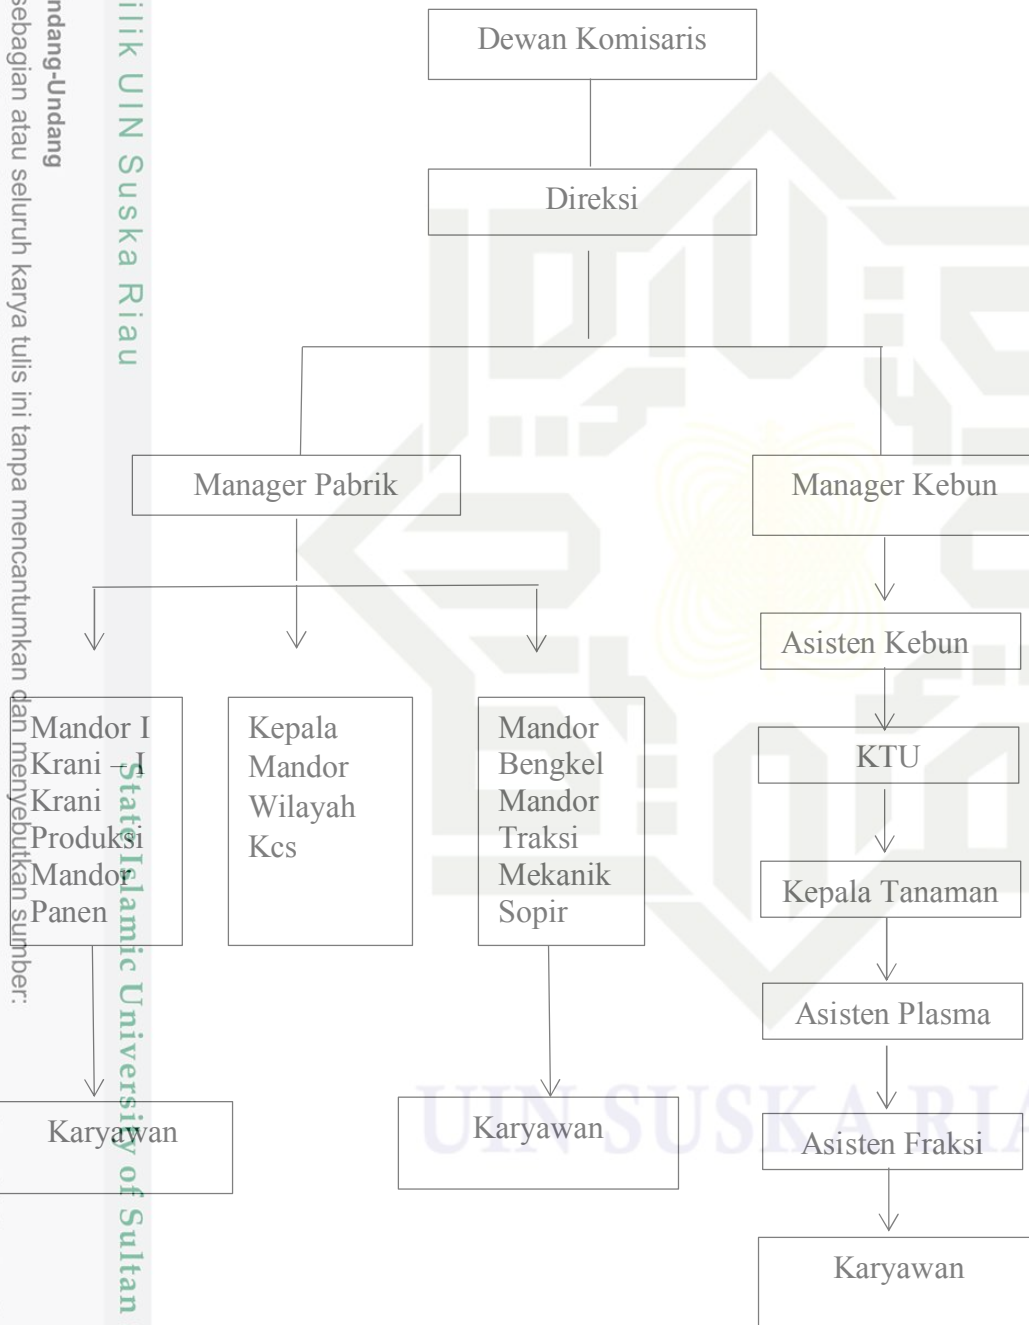 Dewan Komisaris
Direksi
Manager Pabrik
Manager Kebun
Asisten Kebun
KTU
Kepala Tanaman
Asisten Plasma
Asisten Fraksi
Karyawan
Mandor I
Krani – I
Krani
Produksi
Mandor
Panen
Kepala
Mandor
Wilayah
Kcs
Mandor
Bengkel
Mandor
Traksi
Mekanik
Sopir
Karyawan
Karyawan
ilik UIN Suska Riau
State Islamic University of Sultan
ndang-Undang
sebagian atau seluruh karya tulis ini tanpa mencantumkan dan menyebutkan sumber:
UIN SUSKA RIA